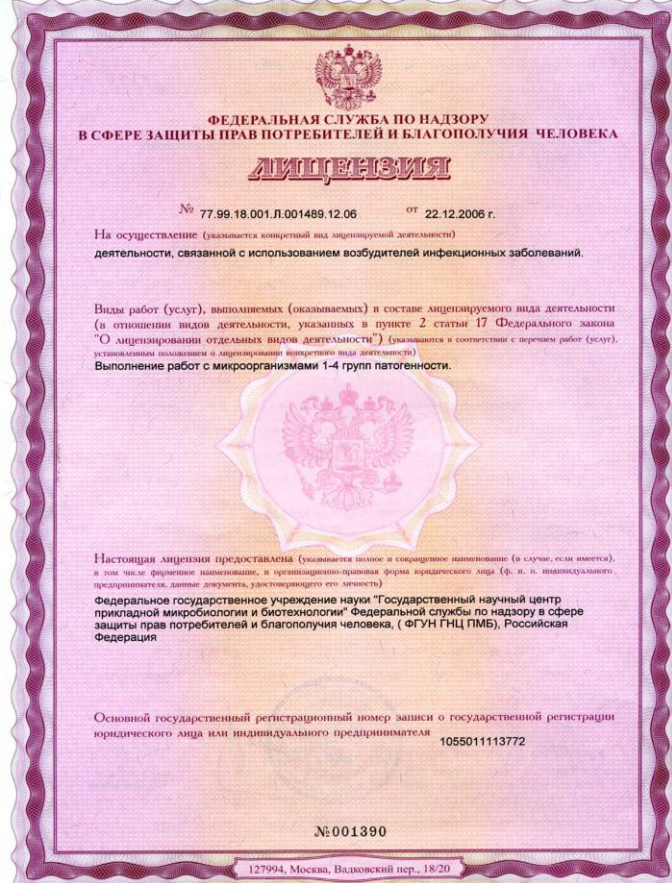 ФЕДЕРАЛЬНАЯ СЛУЖБА ПО НАДЗОРУ
В СФЕРЕ ЗАЩИТЫ ПРАВ ПОТРЕБИТЕЛЕЙ И БЛАГОПОЛУЧИЯ ЧЕЛОВЕКА
ЛИЦЕНЗИЯ
№ 77.99.18.001.Л.001489.12.06 от 22.12.2006 г.
На осуществление (указывается конкретный вид лицензируемой деятельности)
деятельности, связанной с использованием возбудителей инфекционных заболеваний.
Виды работ (услуг), выполняемых (оказываемых) в составе лицензируемого вида деятельности
(в отношении видов деятельности, указанных в пункте 2 статьи 17 Федерального закона
"О лицензировании отдельных видов деятельности") (указываются в соответствии с перечнем работ (услуг),
установленным положением о лицензировании конкретного вида деятельности)
Выполнение работ с микроорганизмами 1-4 групп патогенности.
Настоящая лицензия предоставлена (указывается полное и сокращенное наименование (в случае, если имеется),
в том числе фирменное наименование, и организационно-правовая форма юридического лица (ф. и. о. индивидуального
предпринимателя, данные документа, удостоверяющего его личность)
Федеральное государственное учреждение науки "Государственный научный центр
прикладной микробиологии и биотехнологии" Федеральной службы по надзору в сфере
защиты прав потребителей и благополучия человека, ( ФГУН ГНЦ ПМБ), Российская
Федерация
Основной государственный регистрационный номер записи о государственной регистрации
юридического лица или индивидуального предпринимателя 1055011113772
№001390
127994, Москва, Вадковский пер., 18/20